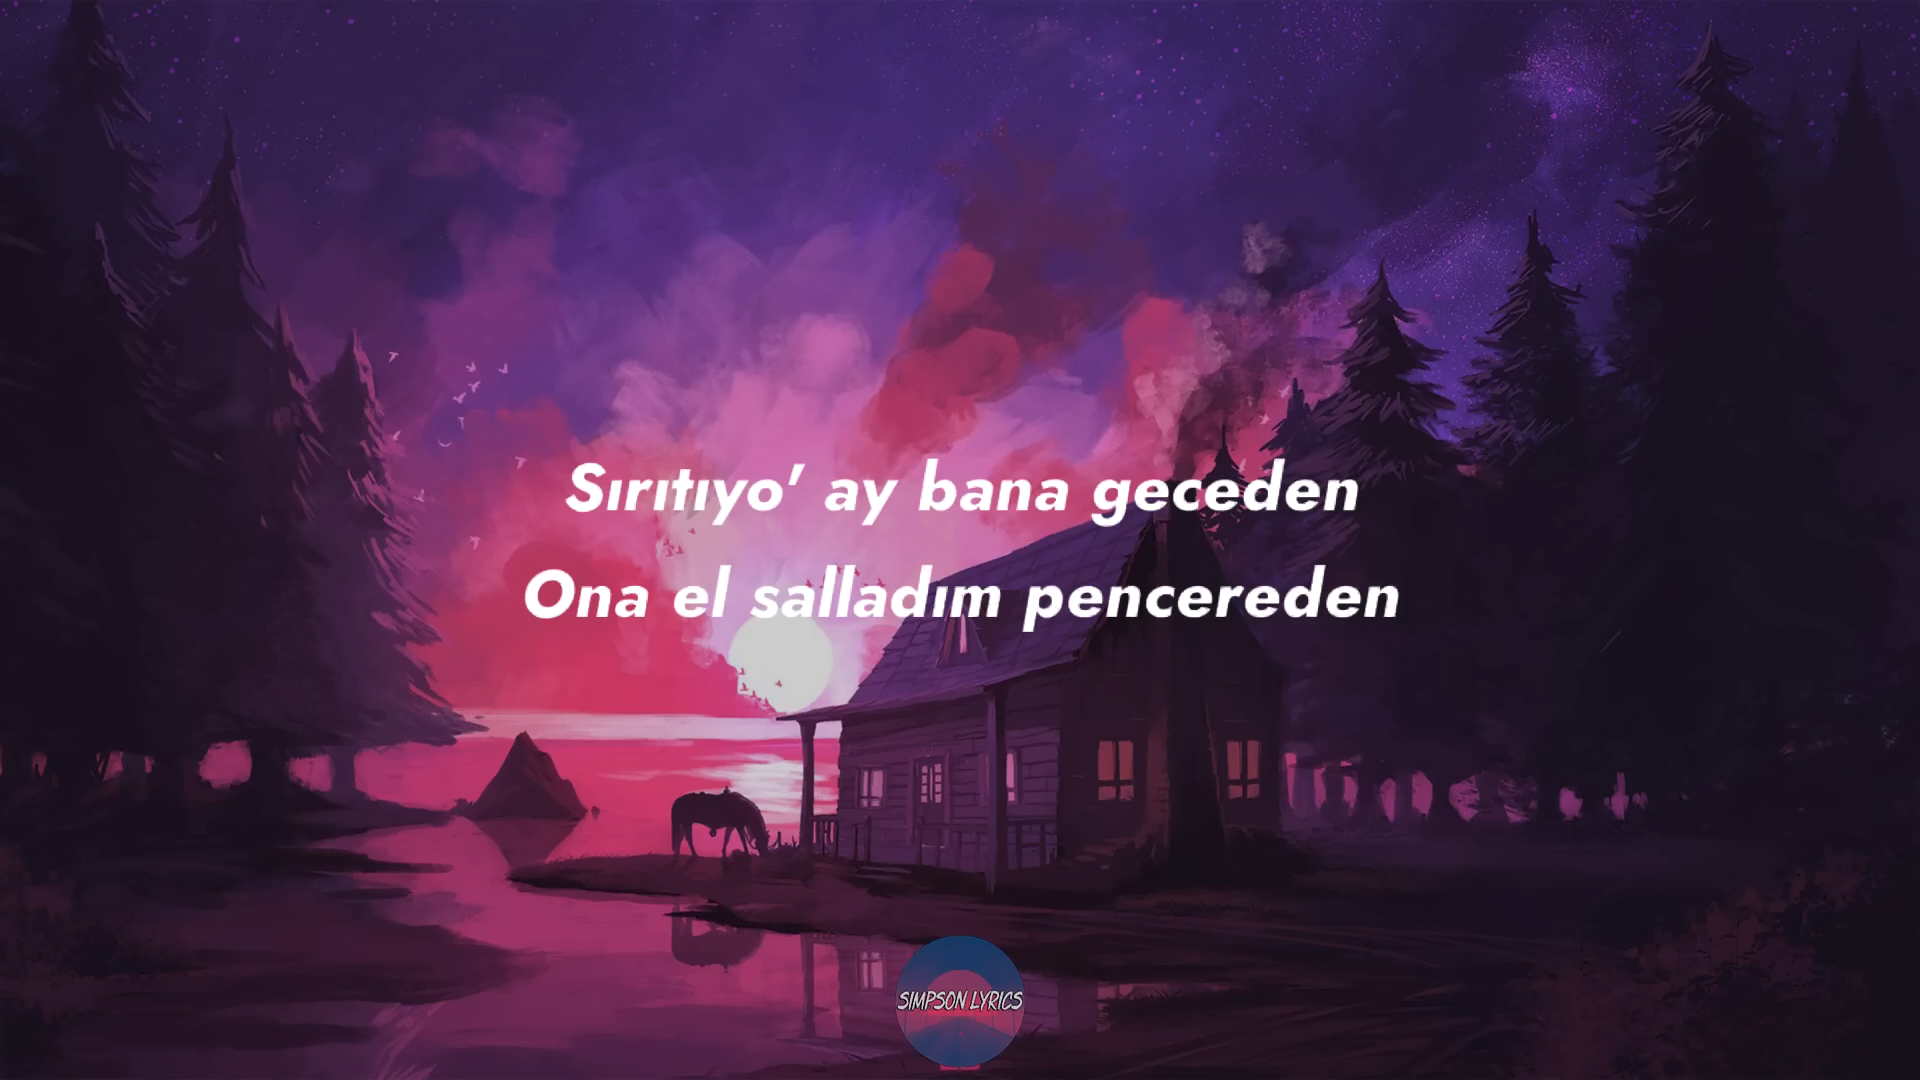 Sırıtıyo' ay bana geceden
Ona el salladım pencereden
SIMPSON LYRICS